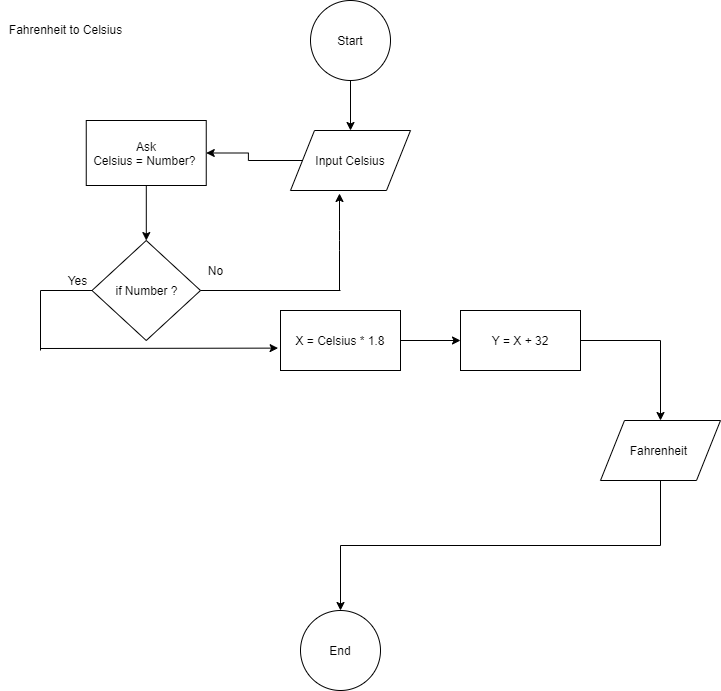 Fahrenheit to Celsius
Start
Input Celsius
Ask
Celsius = Number?
if Number ?
Yes
No
X = Celsius * 1.8
Y = X + 32
Fahrenheit
End